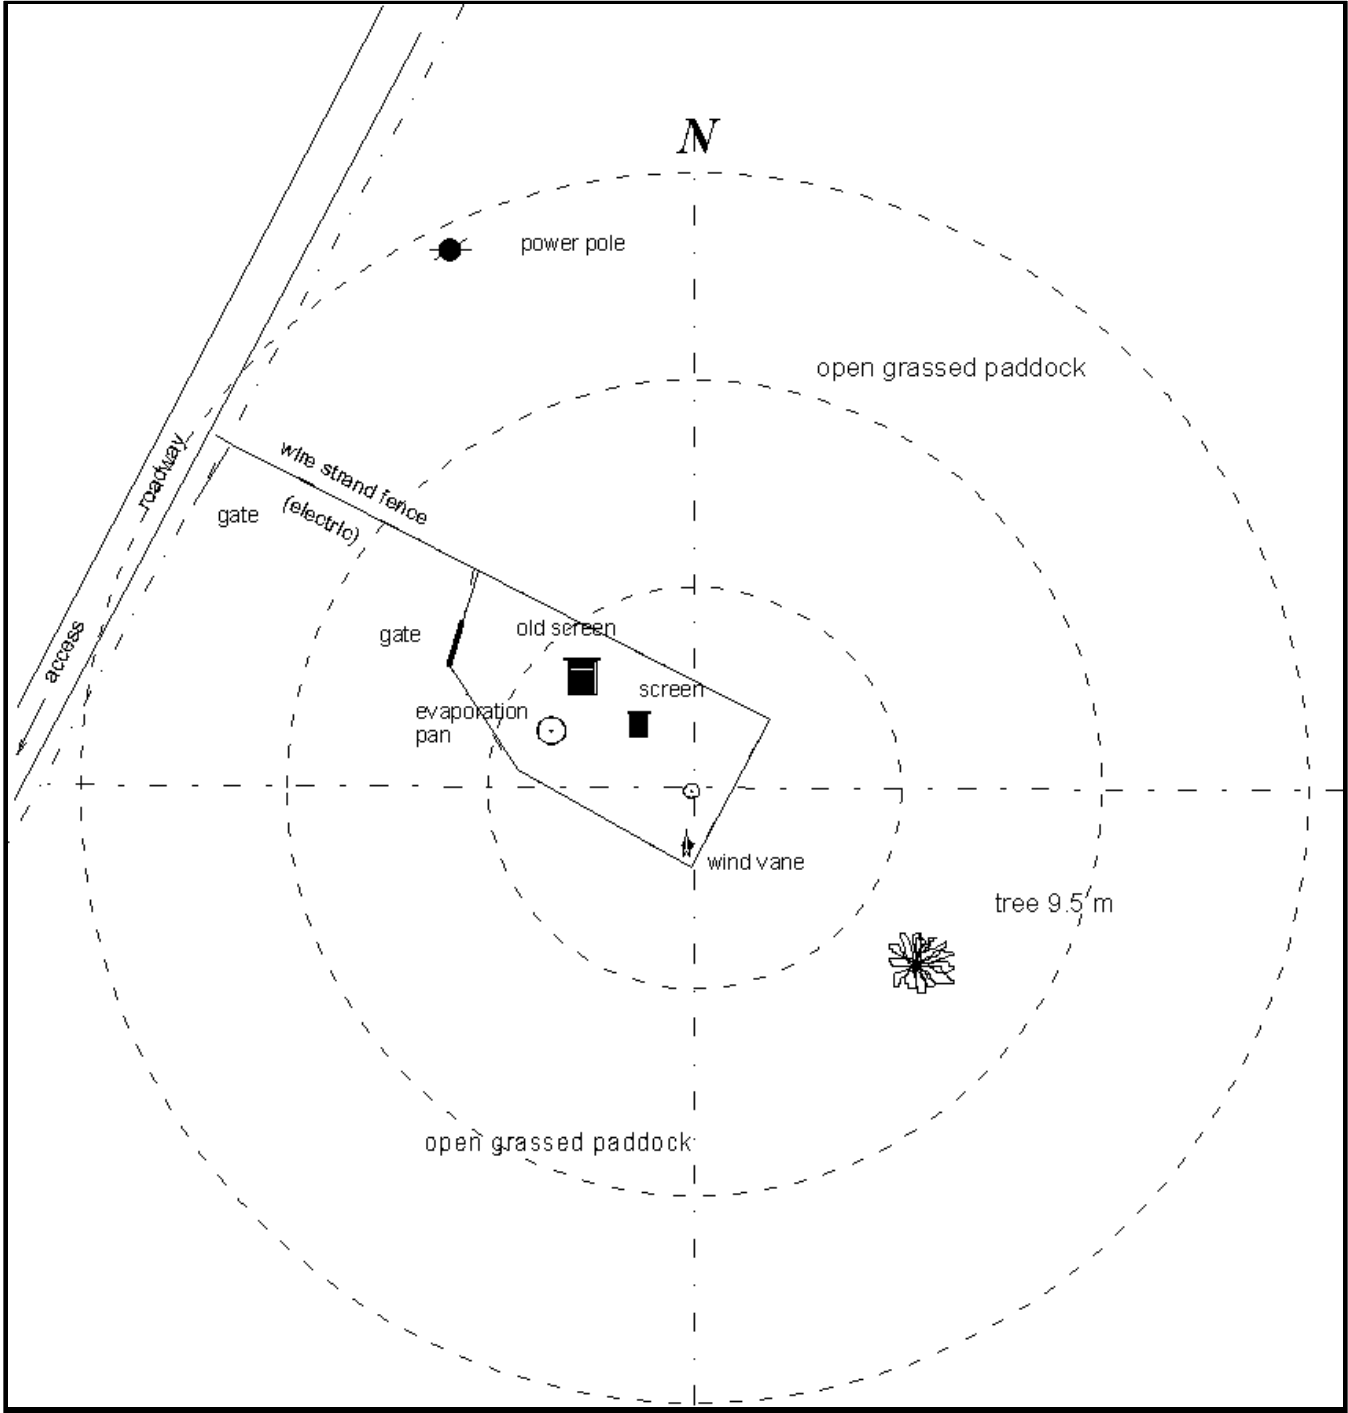 N
power pole
open grassed paddock
wire strand fence
(electric)
roadway
gate
access
gate
old screen
screen
evaporation
pan
wind vane
tree 9.5 m
open grassed paddock